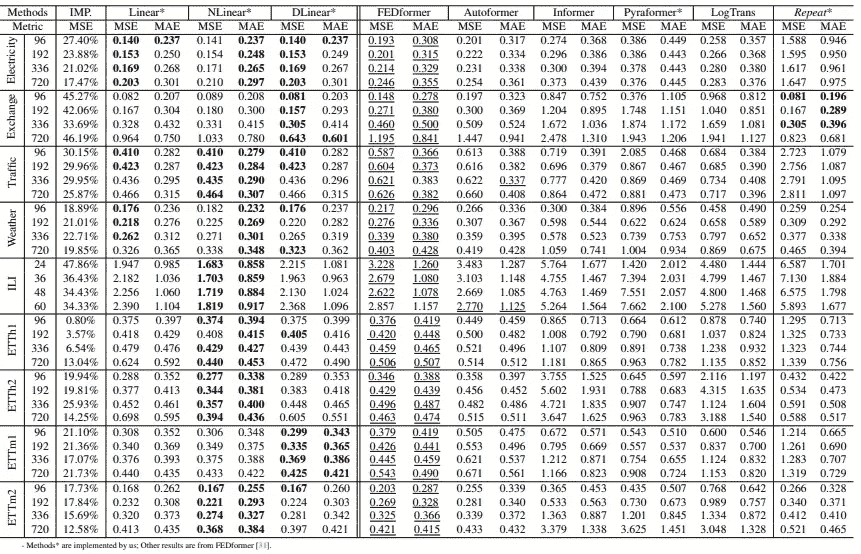 Methods IMP. Linear* NLinear* DLinear* FEDformer Autoformer Informer Pyraformer* LogTrans Repeat*
Metric MSE MSE MAE MSE MAE MSE MAE MSE MAE MSE MAE MSE MAE MSE MAE MSE MAE MSE MAE
Electricity
96 27.40% 0.140 0.237 0.141 0.237 0.140 0.237 0.193 0.308 0.201 0.317 0.274 0.368 0.386 0.449 0.258 0.357 1.588 0.946
192 23.88% 0.153 0.250 0.154 0.248 0.153 0.249 0.201 0.315 0.222 0.334 0.296 0.386 0.386 0.443 0.266 0.368 1.595 0.950
336 21.02% 0.169 0.268 0.171 0.265 0.169 0.267 0.214 0.329 0.231 0.338 0.300 0.394 0.378 0.443 0.280 0.380 1.617 0.961
720 17.47% 0.203 0.301 0.210 0.297 0.203 0.301 0.246 0.355 0.254 0.361 0.373 0.439 0.376 0.445 0.283 0.376 1.647 0.975
Exchange
96 45.27% 0.082 0.207 0.089 0.208 0.081 0.203 0.148 0.278 0.197 0.323 0.847 0.752 0.376 1.105 0.968 0.812 0.081 0.196
192 42.06% 0.167 0.304 0.180 0.300 0.157 0.293 0.271 0.380 0.300 0.369 1.204 0.895 1.748 1.151 1.040 0.851 0.167 0.289
336 33.69% 0.328 0.432 0.331 0.415 0.305 0.414 0.460 0.500 0.509 0.524 1.672 1.036 1.874 1.172 1.659 1.081 0.305 0.396
720 46.19% 0.964 0.750 1.033 0.780 0.643 0.601 1.195 0.841 1.447 0.941 2.478 1.310 1.943 1.206 1.941 1.127 0.823 0.681
Traffic
96 30.15% 0.410 0.282 0.410 0.279 0.410 0.282 0.587 0.366 0.613 0.388 0.719 0.391 2.085 0.468 0.684 0.384 2.723 1.079
192 29.96% 0.423 0.287 0.423 0.284 0.423 0.287 0.604 0.373 0.616 0.382 0.696 0.379 0.867 0.467 0.685 0.390 2.756 1.087
336 29.95% 0.436 0.295 0.435 0.290 0.436 0.296 0.621 0.383 0.622 0.337 0.777 0.420 0.869 0.469 0.734 0.408 2.791 1.095
720 25.87% 0.466 0.315 0.464 0.307 0.466 0.315 0.626 0.382 0.660 0.408 0.864 0.472 0.881 0.473 0.717 0.396 2.811 1.097
Weather
96 18.89% 0.176 0.236 0.182 0.232 0.176 0.237 0.217 0.296 0.266 0.336 0.300 0.384 0.896 0.556 0.458 0.490 0.259 0.254
192 21.01% 0.218 0.276 0.225 0.269 0.220 0.282 0.276 0.336 0.307 0.367 0.598 0.544 0.622 0.624 0.658 0.589 0.309 0.292
336 22.71% 0.262 0.312 0.271 0.301 0.265 0.319 0.339 0.380 0.359 0.395 0.578 0.523 0.739 0.753 0.797 0.652 0.377 0.338
720 19.85% 0.326 0.365 0.338 0.348 0.323 0.362 0.403 0.428 0.419 0.428 1.059 0.741 1.004 0.934 0.869 0.675 0.465 0.394
ILI
24 47.86% 1.947 0.985 1.683 0.858 2.215 1.081 3.228 1.260 3.483 1.287 5.764 1.677 1.420 2.012 4.480 1.444 6.587 1.701
36 36.43% 2.182 1.036 1.703 0.859 1.963 0.963 2.679 1.080 3.103 1.148 4.755 1.467 7.394 2.031 4.799 1.467 7.130 1.884
48 34.43% 2.256 1.060 1.719 0.884 2.130 1.024 2.622 1.078 2.669 1.085 4.763 1.469 7.551 2.057 4.800 1.468 6.575 1.798
60 34.33% 2.390 1.104 1.819 0.917 2.368 1.096 2.857 1.157 2.770 1.125 5.264 1.564 7.662 2.100 5.278 1.560 5.893 1.677
ETTh1
96 0.80% 0.375 0.397 0.374 0.394 0.375 0.399 0.376 0.419 0.449 0.459 0.865 0.713 0.664 0.612 0.878 0.740 1.295 0.713
192 3.57% 0.418 0.429 0.408 0.415 0.405 0.416 0.420 0.448 0.500 0.482 1.008 0.792 0.790 0.681 1.037 0.824 1.325 0.733
336 6.54% 0.479 0.476 0.429 0.427 0.439 0.443 0.459 0.465 0.521 0.496 1.107 0.809 0.891 0.738 1.238 0.932 1.323 0.744
720 13.04% 0.624 0.592 0.440 0.453 0.472 0.490 0.506 0.507 0.514 0.512 1.181 0.865 0.963 0.782 1.135 0.852 1.339 0.756
ETTh2
96 19.94% 0.288 0.352 0.277 0.338 0.289 0.353 0.346 0.388 0.358 0.397 3.755 1.525 0.645 0.597 2.116 1.197 0.432 0.422
192 19.81% 0.377 0.413 0.344 0.381 0.383 0.418 0.429 0.439 0.456 0.452 5.602 1.931 0.788 0.683 4.315 1.635 0.534 0.473
336 25.93% 0.452 0.461 0.357 0.400 0.448 0.465 0.496 0.487 0.482 0.486 4.721 1.835 0.907 0.747 1.124 1.604 0.591 0.508
720 14.25% 0.698 0.595 0.394 0.436 0.605 0.551 0.463 0.474 0.515 0.511 3.647 1.625 0.963 0.783 3.188 1.540 0.588 0.517
ETTm1
96 21.10% 0.308 0.352 0.306 0.348 0.299 0.343 0.379 0.419 0.505 0.475 0.672 0.571 0.543 0.510 0.600 0.546 1.214 0.665
192 21.36% 0.340 0.369 0.349 0.375 0.335 0.365 0.426 0.441 0.553 0.496 0.795 0.669 0.557 0.537 0.837 0.700 1.261 0.690
336 17.07% 0.376 0.393 0.375 0.388 0.369 0.386 0.445 0.459 0.621 0.537 1.212 0.871 0.754 0.655 1.124 0.832 1.283 0.707
720 21.73% 0.440 0.435 0.433 0.422 0.425 0.421 0.543 0.490 0.671 0.561 1.166 0.823 0.908 0.724 1.153 0.820 1.319 0.729
ETTm2
96 17.73% 0.168 0.262 0.167 0.255 0.167 0.260 0.203 0.287 0.255 0.339 0.365 0.453 0.435 0.507 0.768 0.642 0.266 0.328
192 17.84% 0.232 0.308 0.221 0.293 0.224 0.303 0.269 0.328 0.281 0.340 0.533 0.563 0.730 0.673 0.989 0.757 0.340 0.371
336 15.69% 0.320 0.373 0.274 0.327 0.281 0.342 0.325 0.366 0.339 0.372 1.363 0.887 1.201 0.845 1.334 0.872 0.412 0.410
720 12.58% 0.413 0.435 0.368 0.384 0.397 0.421 0.421 0.415 0.433 0.432 3.379 1.338 3.625 1.451 3.048 1.328 0.521 0.465
- Methods* are implemented by us; Other results are from FEDformer [31].